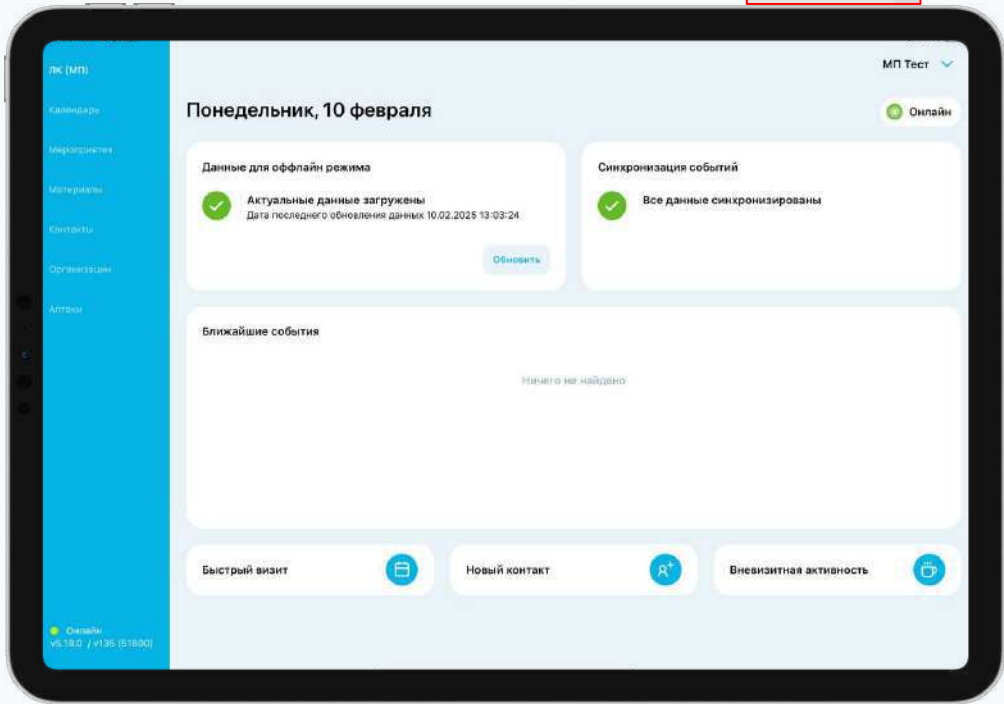 ЛК (МП)
Календарь
Мероприятия
Материалы
Контакты
Организации
Аптеки
Онлайн
v5.18.0 / v135 (51800)
МП Тест
Понедельник, 10 февраля
Онлайн
Данные для оффлайн режима
Актуальные данные загружены
Дата последнего обновления данных 10.02.2025 13:03:24
Обновить
Синхронизация событий
Все данные синхронизированы
Ближайшие события
Ничего не найдено
Быстрый визит
Новый контакт
Вневизитная активность